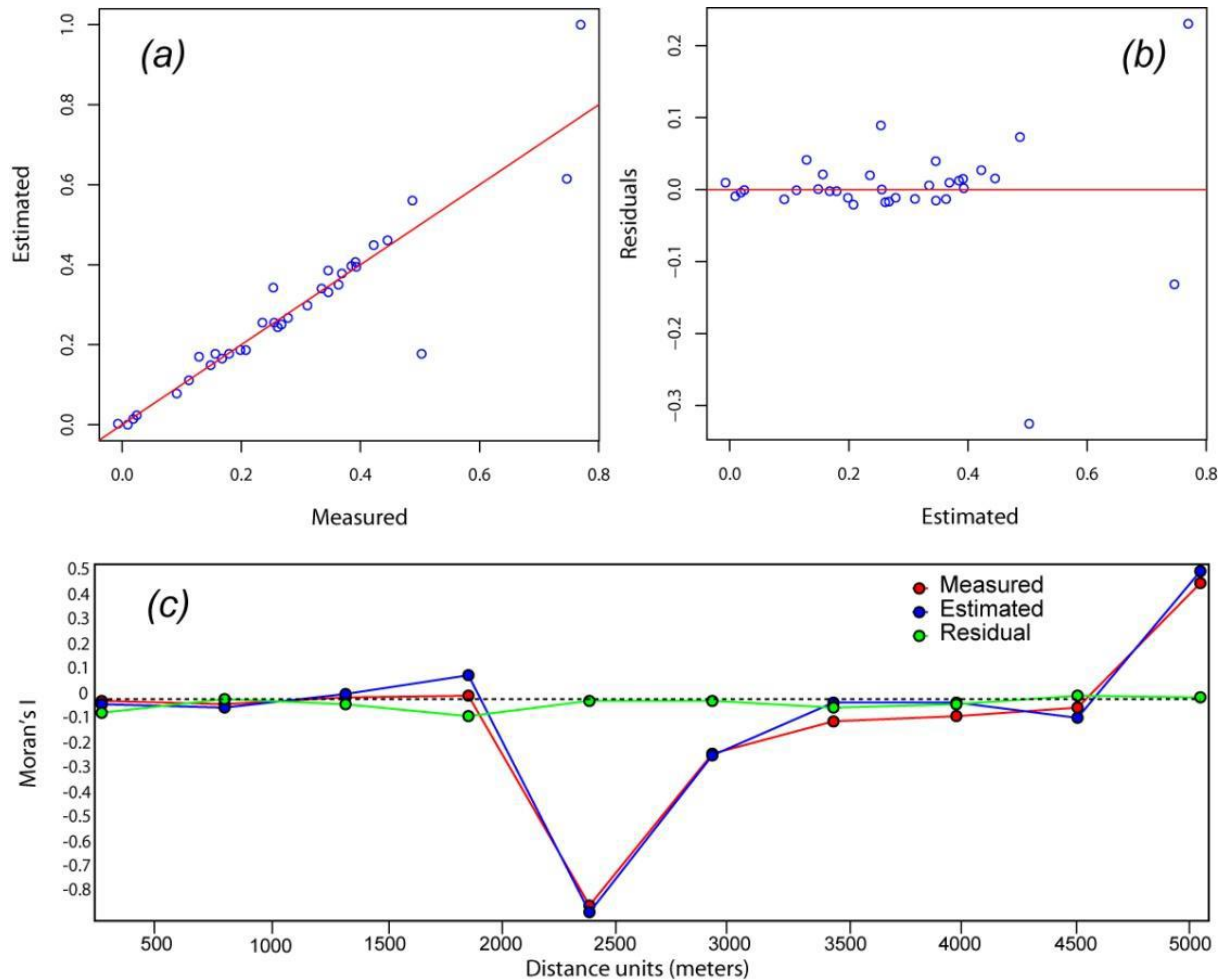 (a)
Estimated
1.0
0.8
0.6
0.4
0.2
0.0
0.0 0.2 0.4 0.6 0.8
Measured
(b)
Residuals
0.2
0.1
0.0
−0.1
−0.2
−0.3
0.0 0.2 0.4 0.6 0.8
Estimated
(c)
Moran's I
0.5
0.4
0.3
0.2
0.1
0
-0.1
-0.2
-0.3
-0.4
-0.5
-0.6
-0.7
-0.8
Measured
Estimated
Residual
500 1000 1500 2000 2500 3000 3500 4000 4500 5000
Distance units (meters)